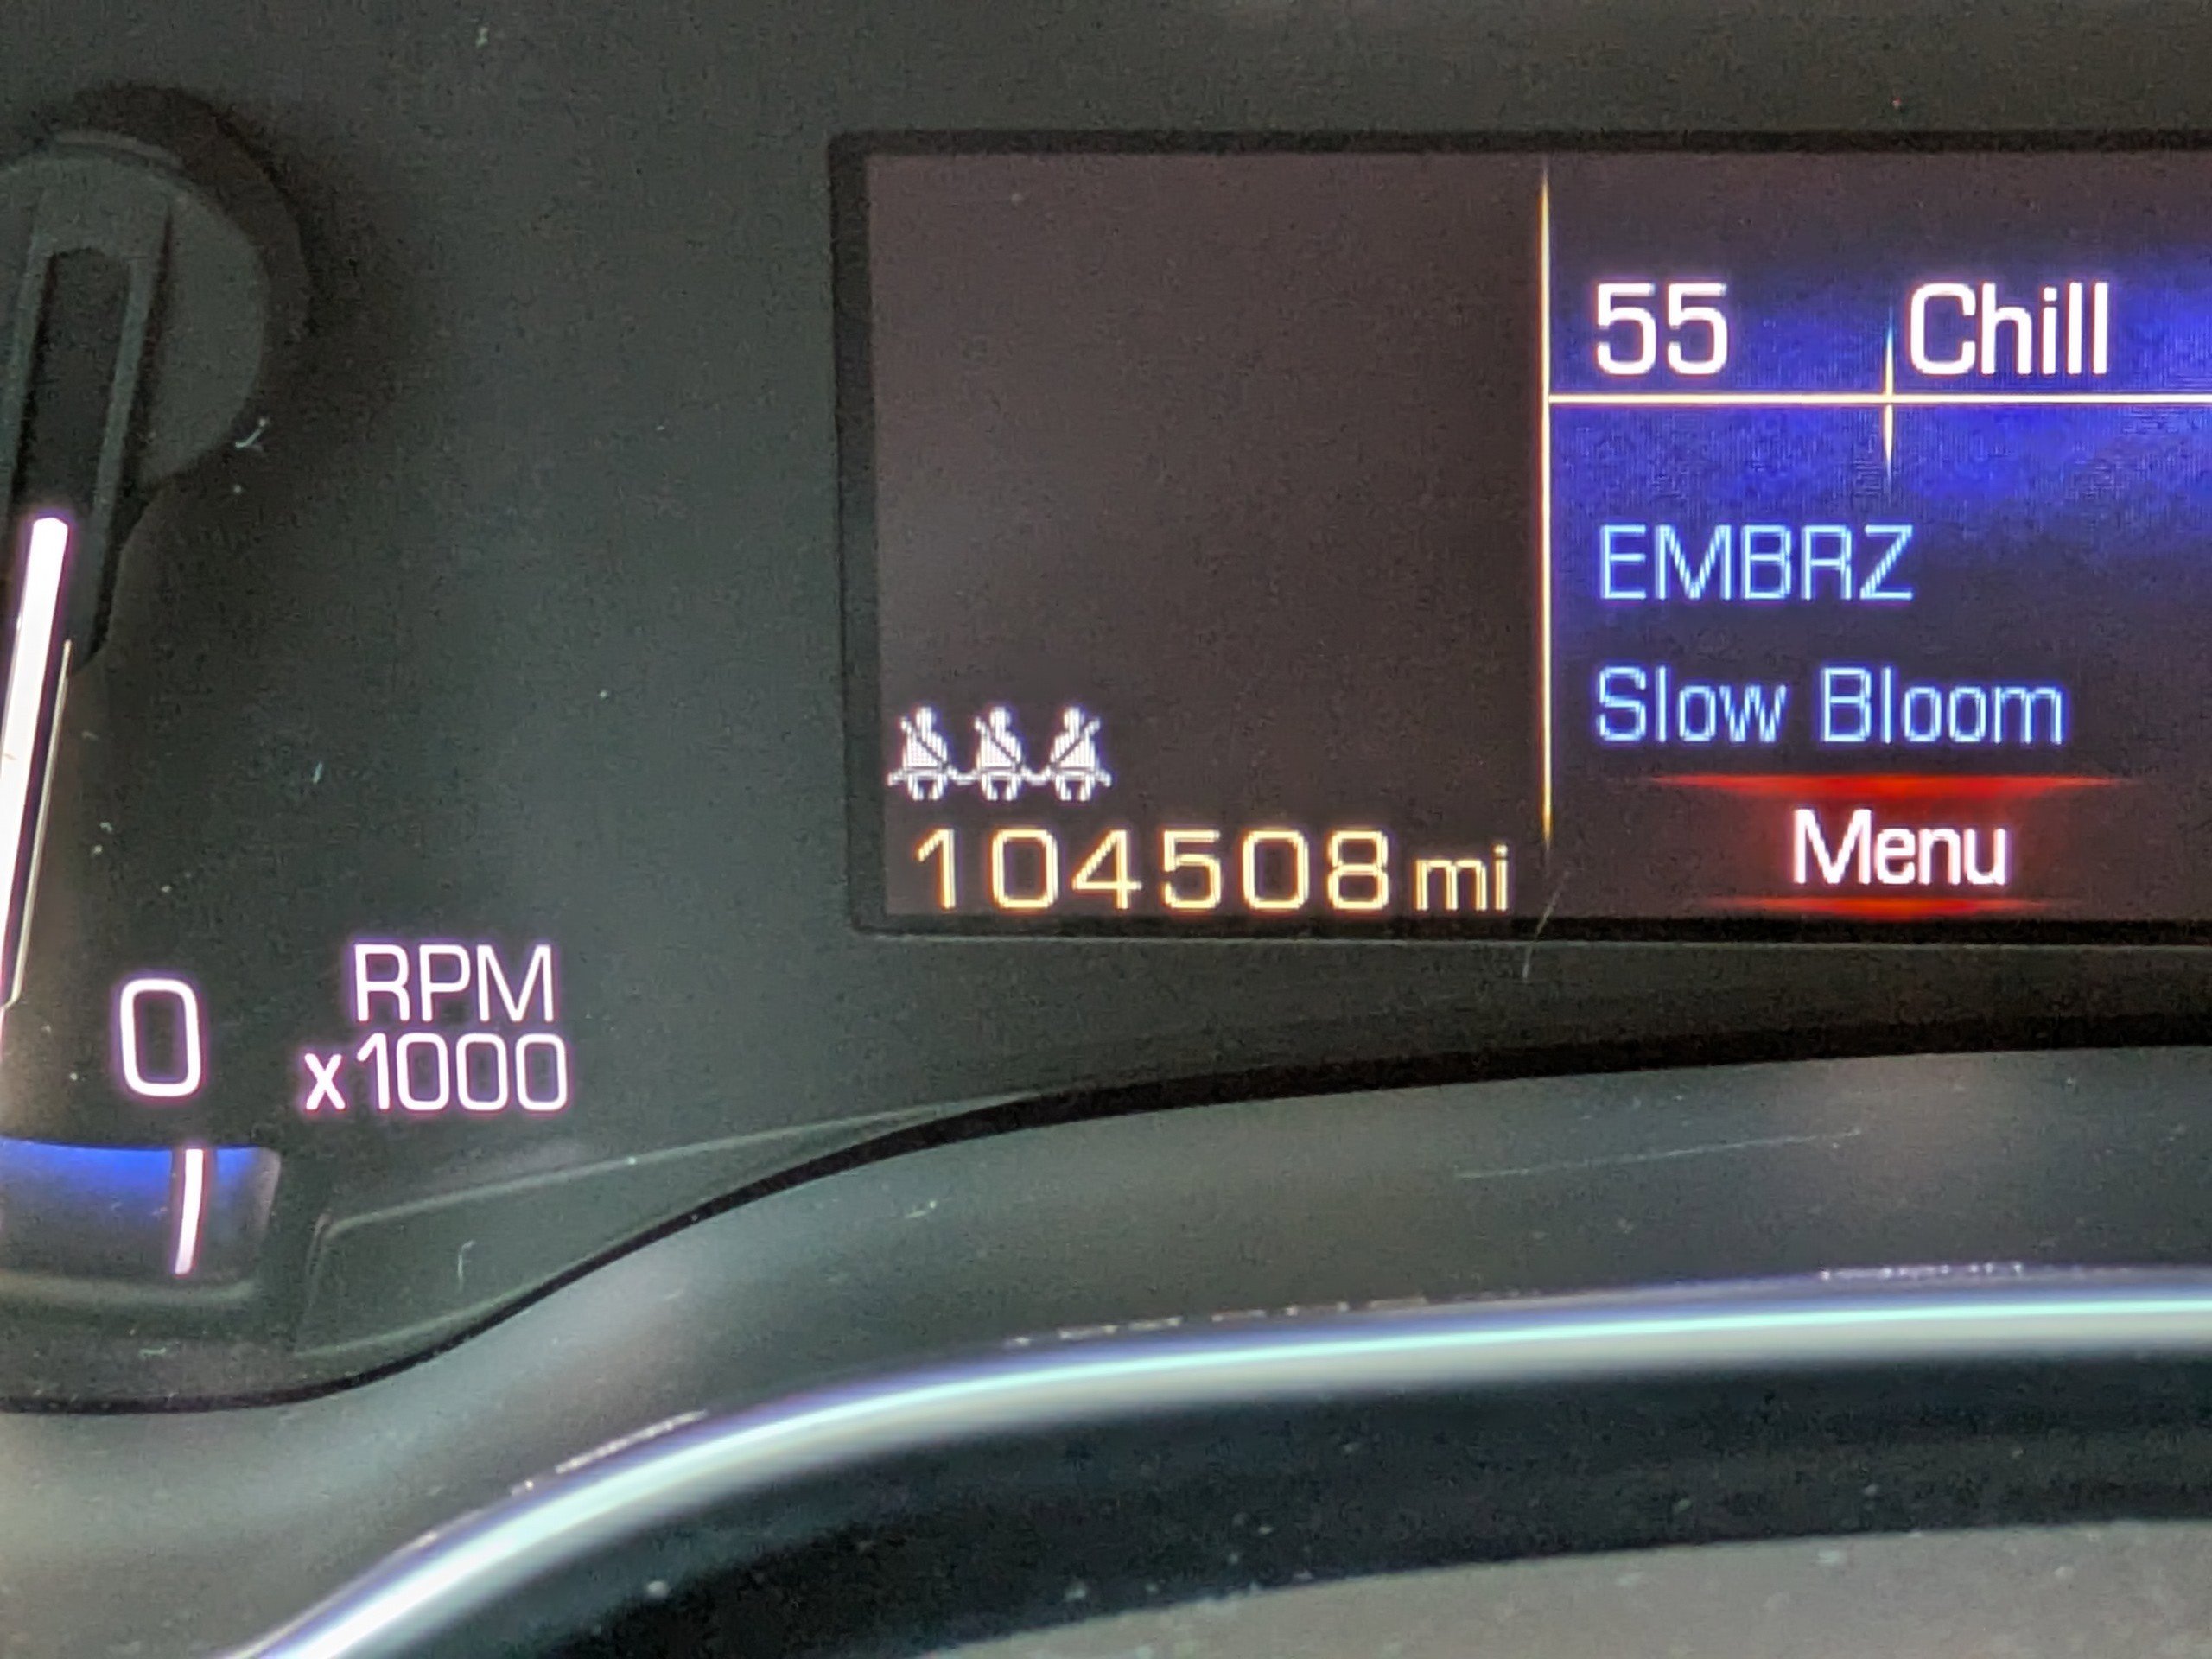 55 Chill
EMBRZ
Slow Bloom
Menu
104508 mi
0
RPM
x1000